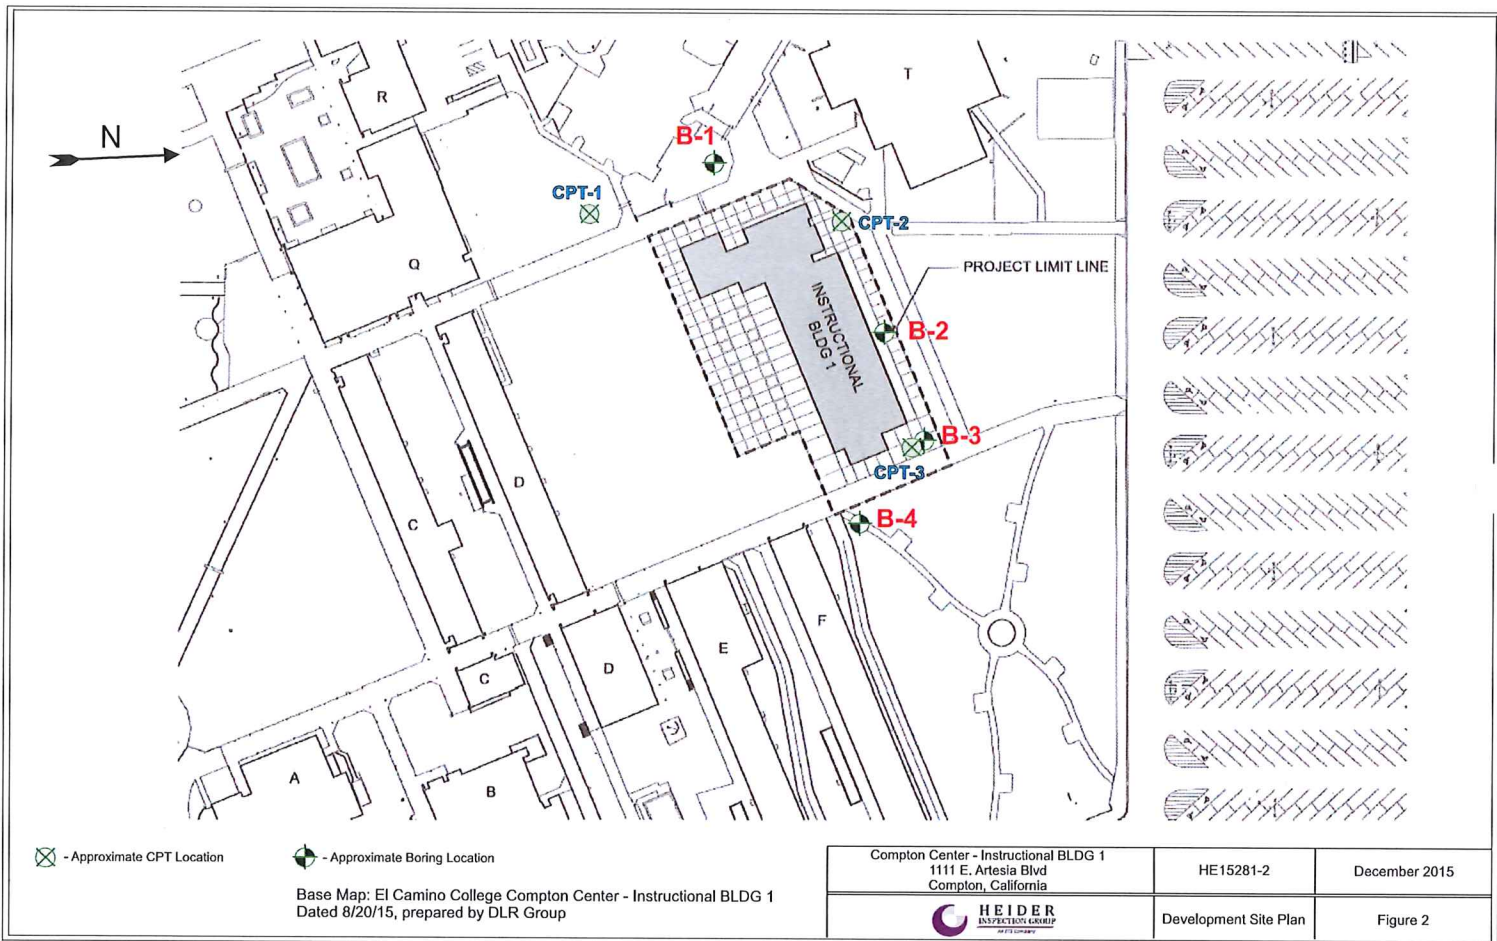 R
T
N
B-1
CPT-1
CPT-2
Q
PROJECT LIMIT LINE
INSTRUCTIONAL
BLDG 1
B-2
B-3
CPT-3
D
C
B-4
F
E
D
C
A
B
- Approximate CPT Location
- Approximate Boring Location
Base Map: El Camino College Compton Center - Instructional BLDG 1
Dated 8/20/15, prepared by DLR Group
Compton Center - Instructional BLDG 1
1111 E. Artesia Blvd
Compton, California
HE15281-2
December 2015
HEIDER
INSPECTION GROUP
Development Site Plan
Figure 2